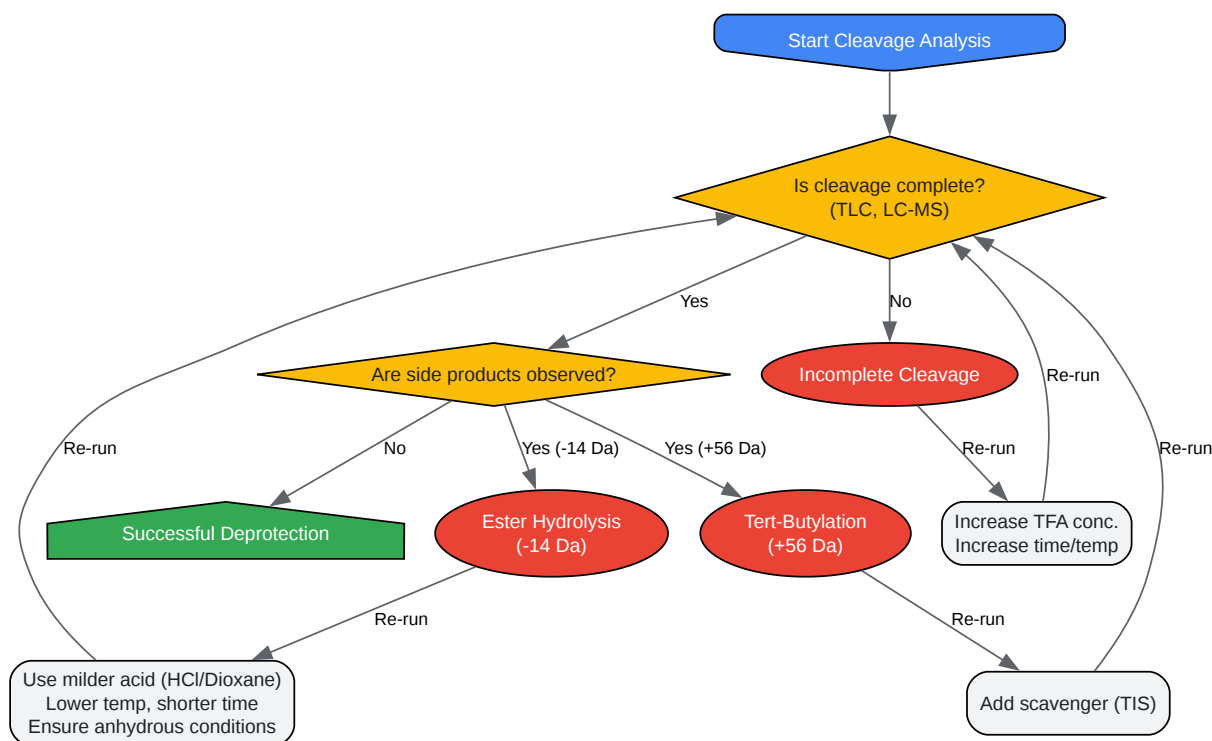 Start Cleavage Analysis
Is cleavage complete?
(TLC, LC-MS)
Yes
No
Are side products observed?
Incomplete Cleavage
Re-run
Re-run
No
Yes (-14 Da)
Yes (+56 Da)
Re-run
Re-run
Successful Deprotection
Ester Hydrolysis
(-14 Da)
Tert-Butylation
(+56 Da)
Increase TFA conc.
Increase time/temp
Re-run
Re-run
Use milder acid (HCl/Dioxane)
Lower temp, shorter time
Ensure anhydrous conditions
Add scavenger (TIS)